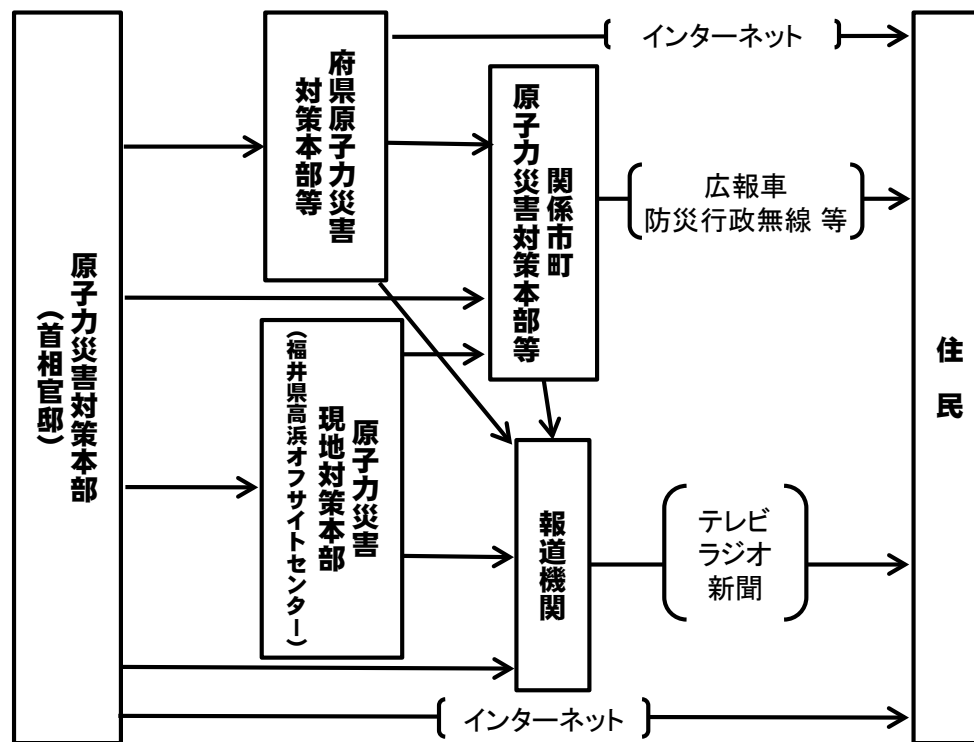 原子力災害対策本部
（首相官邸）
府県原子力災害
対策本部等
原子力災害
現地対策本部
（福井県高浜オフサイトセンター）
関係市町
原子力災害対策本部等
報道機関
インターネット
広報車
防災行政無線 等
テレビ
ラジオ
新聞
インターネット
住民